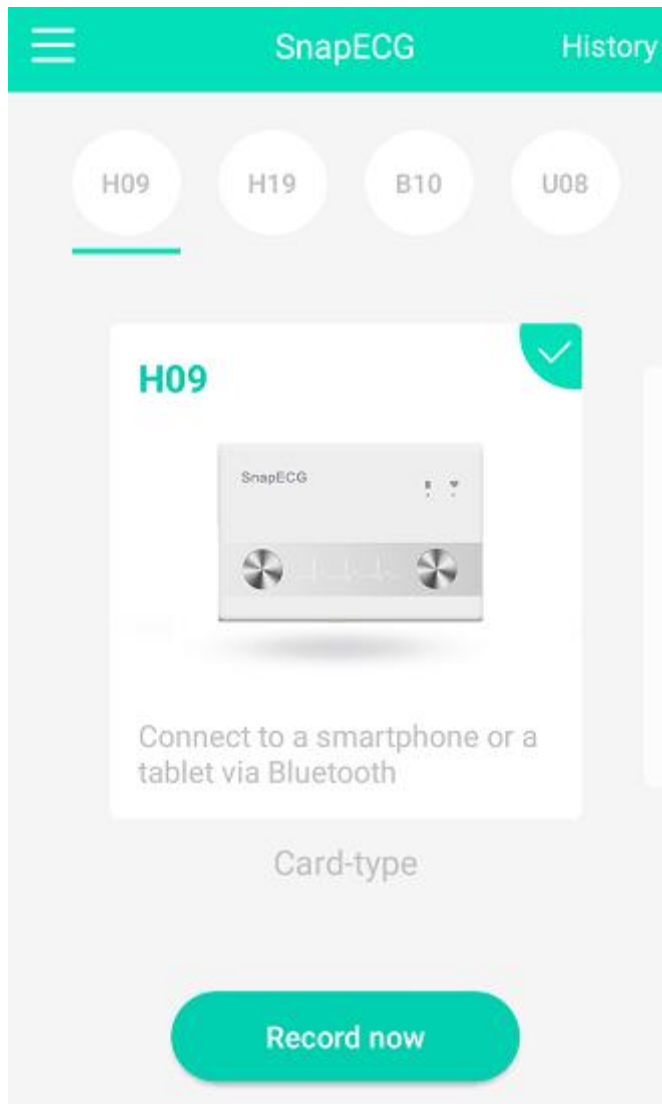 SnapECG
History
H09
H19
B10
U08
H09
SnapECG
Connect to a smartphone or a
tablet via Bluetooth
Card-type
Record now